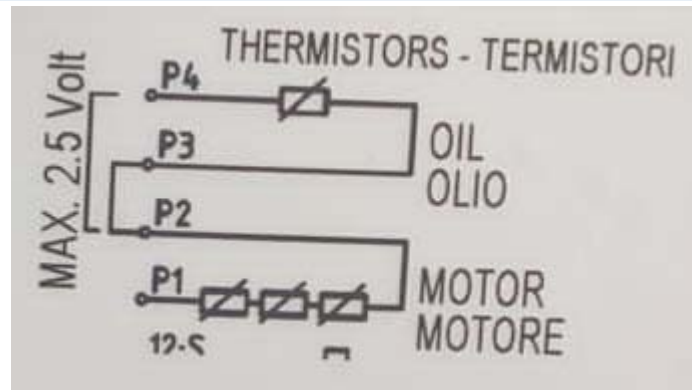 THERMISTORS - TERMISTORI
MAX. 2.5 Volt
P4
P3
OIL
OLIO
P2
P1
MOTOR
MOTORE